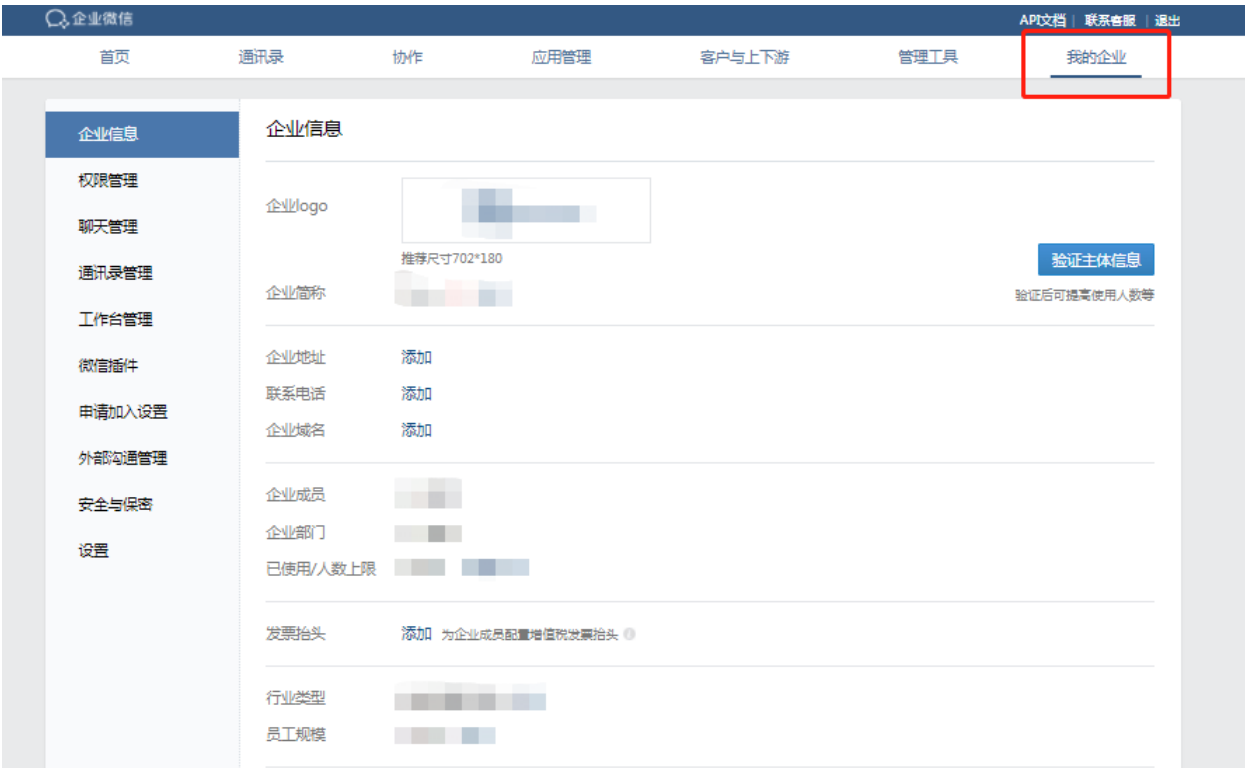 企业微信
API文档 | 联系客服 | 退出
首页 通讯录 协作 应用管理 客户与上下游 管理工具 我的企业
企业信息
权限管理
聊天管理
通讯录管理
工作台管理
微信插件
申请加入设置
外部沟通管理
安全与保密
设置
企业信息
企业logo
推荐尺寸702*180
验证主体信息
企业简称
验证后可提高使用人数等
企业地址 添加
联系电话 添加
企业域名 添加
企业成员
企业部门
已使用/人数上限
发票抬头 添加 为企业成员配置增值税发票抬头
行业类型
员工规模